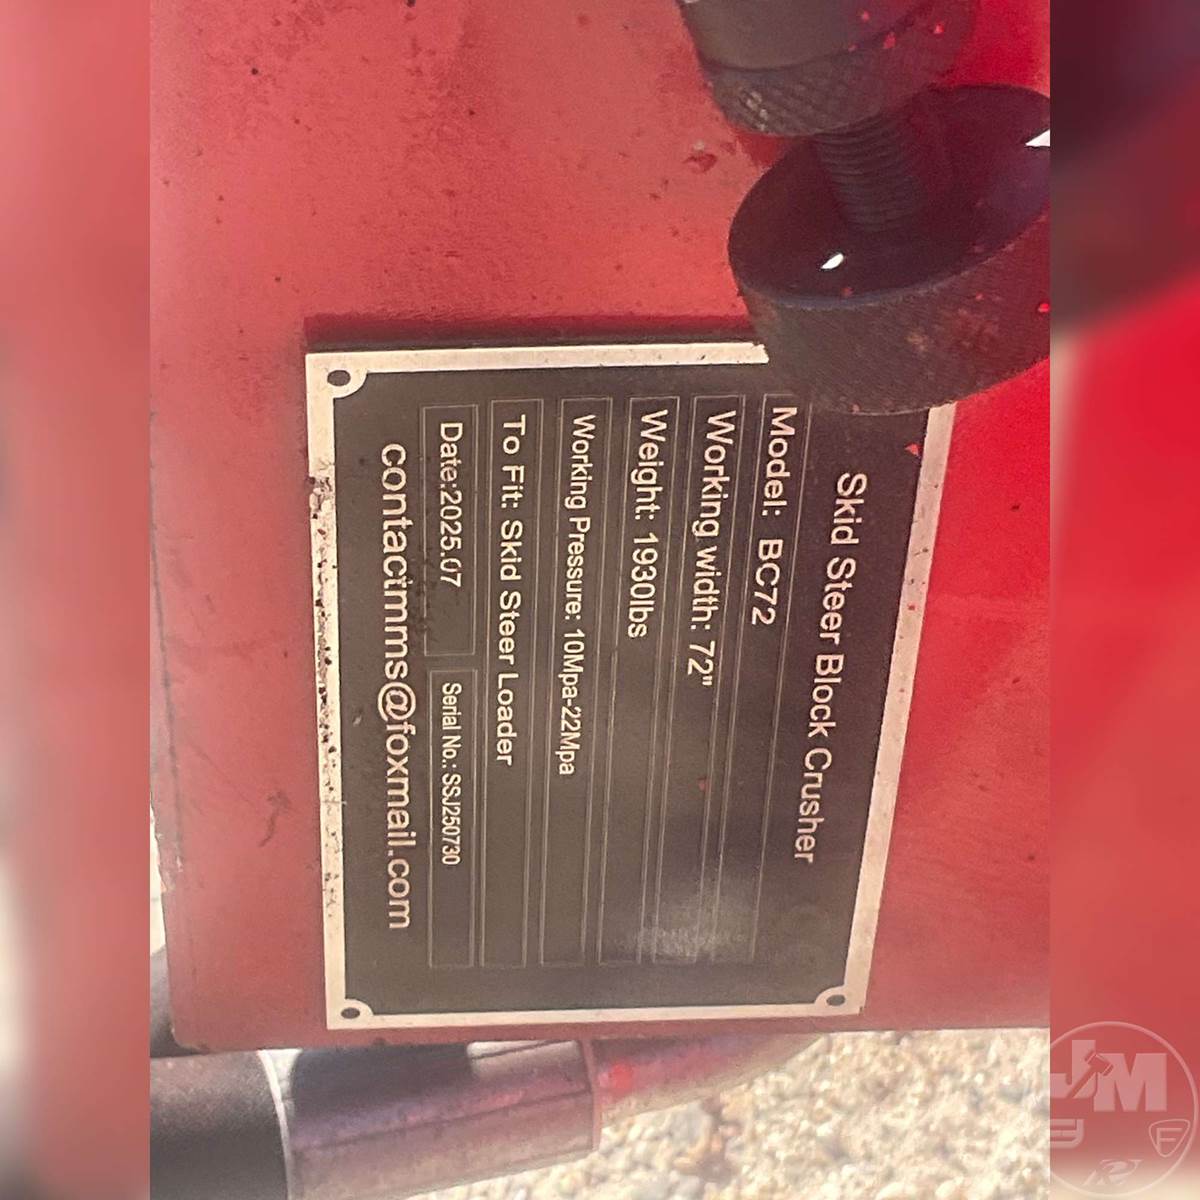 Skid Steer Block Crusher
Model: BC72
Working width: 72"
Weight: 1930lbs
Working Pressure: 10Mpa-22Mpa
To Fit: Skid Steer Loader
Date:2025.07 Serial No.: SSJ250730
contactmms@foxmail.com
JM
F